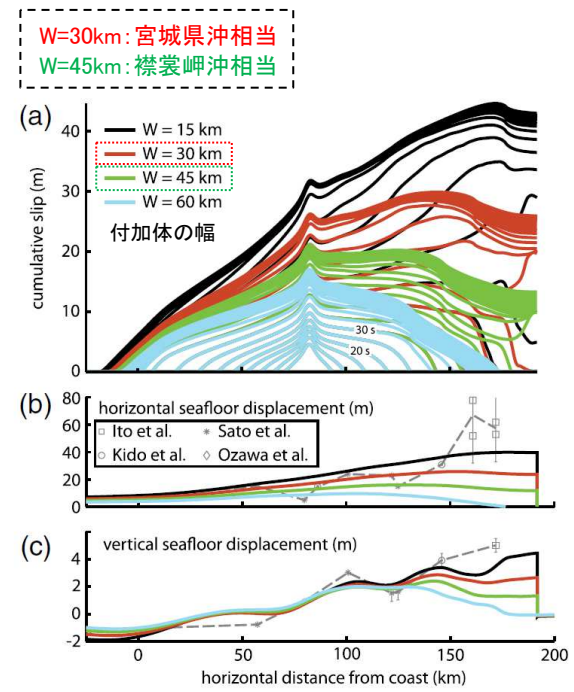 W=30km:宮城県沖相当
W=45km:襟裳岬沖相当
(a)
cumulative slip (m)
40
30
20
10
0
W = 15 km
W = 30 km
W = 45 km
W = 60 km
付加体の幅
30 s
20 s
(b)
horizontal seafloor displacement (m)
80
60
40
20
0
Ito et al.
Sato et al.
Kido et al.
Ozawa et al.
(c)
vertical seafloor displacement (m)
6
4
2
0
-2
0
50
100
150
200
horizontal distance from coast (km)